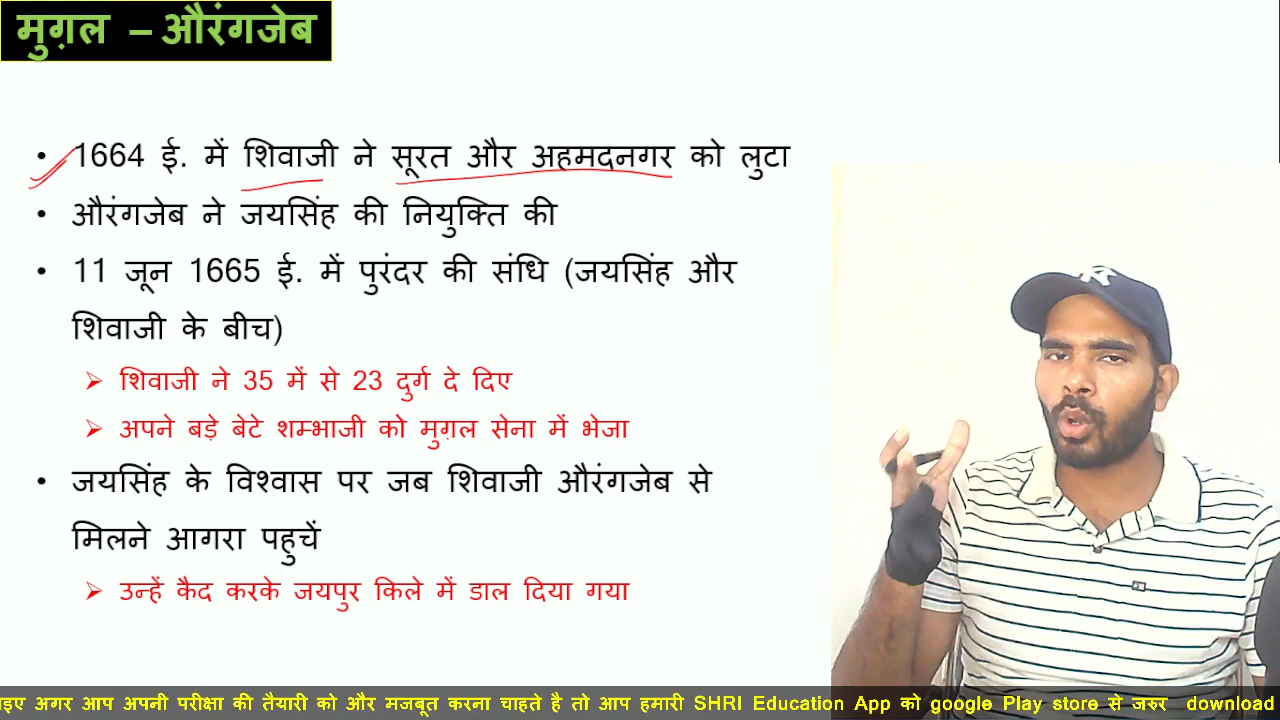 मुग़ल – औरंगजेब
• 1664 ई. में शिवाजी ने सूरत और अहमदनगर को लुटा
• औरंगजेब ने जयसिंह की नियुक्ति की
• 11 जून 1665 ई. में पुरंदर की संधि (जयसिंह और
शिवाजी के बीच)
➢ शिवाजी ने 35 में से 23 दुर्ग दे दिए
➢ अपने बड़े बेटे शम्भाजी को मुग़ल सेना में भेजा
• जयसिंह के विश्वास पर जब शिवाजी औरंगजेब से
मिलने आगरा पहुचें
➢ उन्हें कैद करके जयपुर किले में डाल दिया गया
अगर आप अपनी परीक्षा की तैयारी को और मजबूत करना चाहते है तो आप हमारी SHRI Education App को google Play store से जरुर download